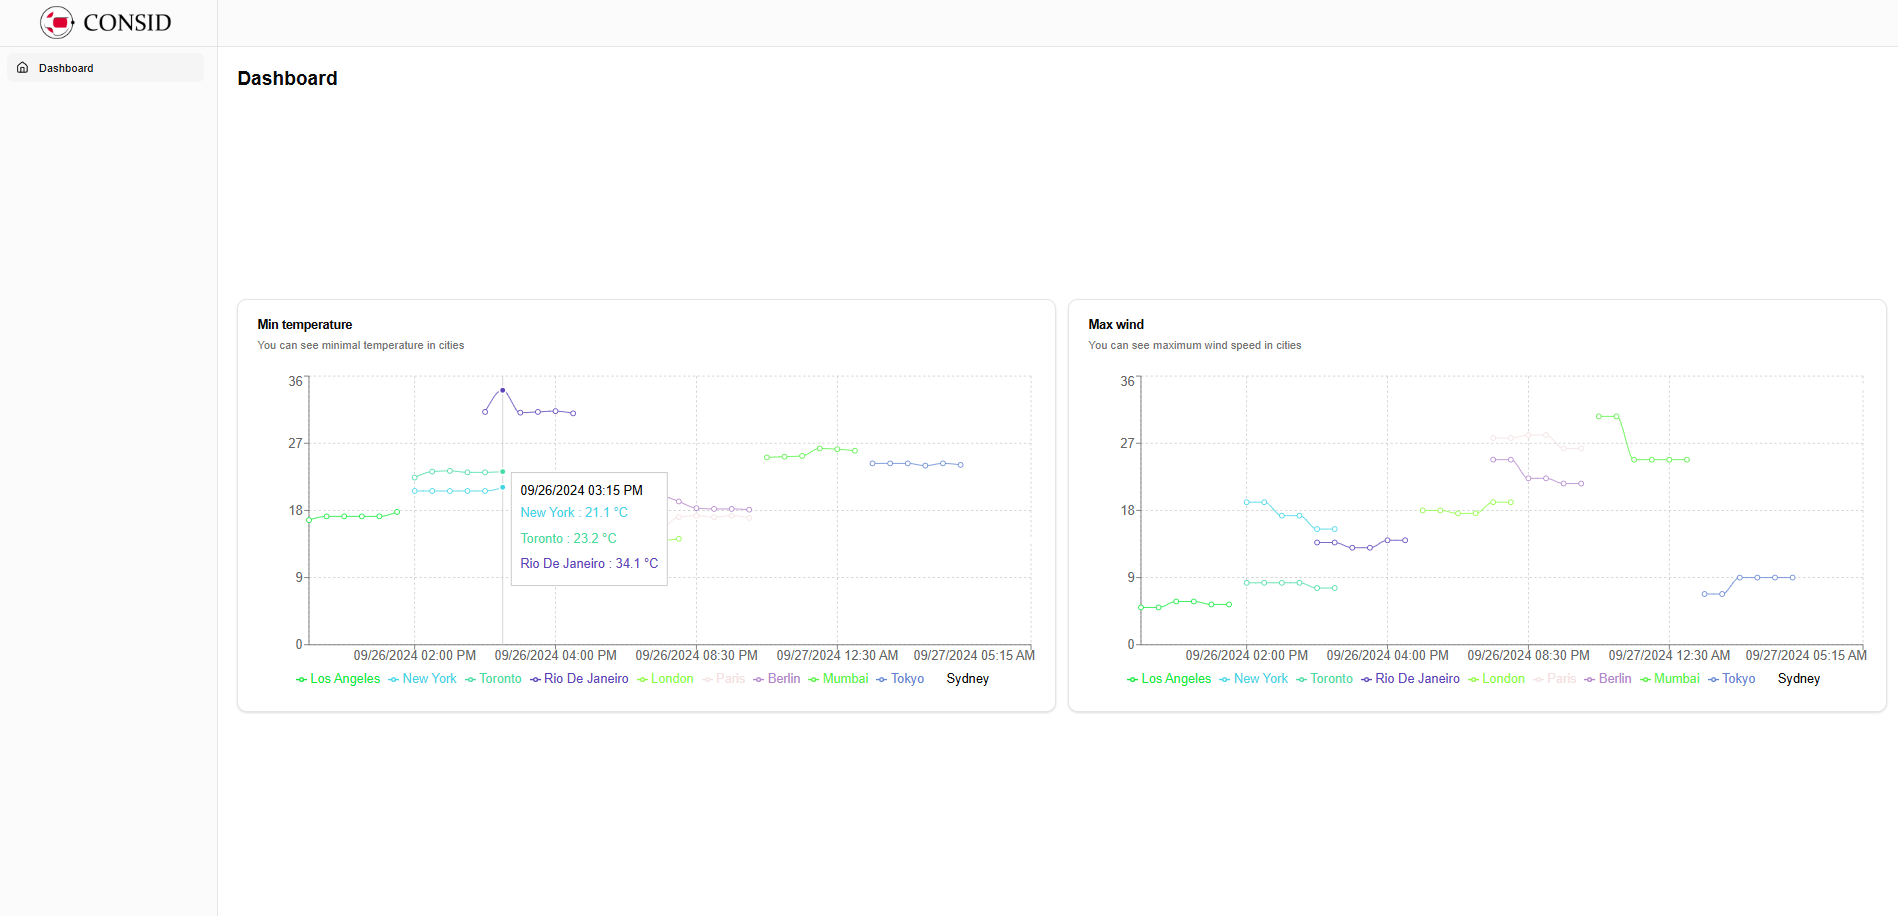 CONSID
Dashboard
Dashboard
Min temperature
You can see minimal temperature in cities
36
27
18
9
0
09/26/2024 03:15 PM
New York : 21.1 °C
Toronto : 23.2 °C
Rio De Janeiro : 34.1 °C
09/26/2024 02:00 PM 09/26/2024 04:00 PM 09/26/2024 08:30 PM 09/27/2024 12:30 AM 09/27/2024 05:15 AM
Los Angeles New York Toronto Rio De Janeiro London Paris Berlin Mumbai Tokyo Sydney
Max wind
You can see maximum wind speed in cities
36
27
18
9
0
09/26/2024 02:00 PM 09/26/2024 04:00 PM 09/26/2024 08:30 PM 09/27/2024 12:30 AM 09/27/2024 05:15 AM
Los Angeles New York Toronto Rio De Janeiro London Paris Berlin Mumbai Tokyo Sydney